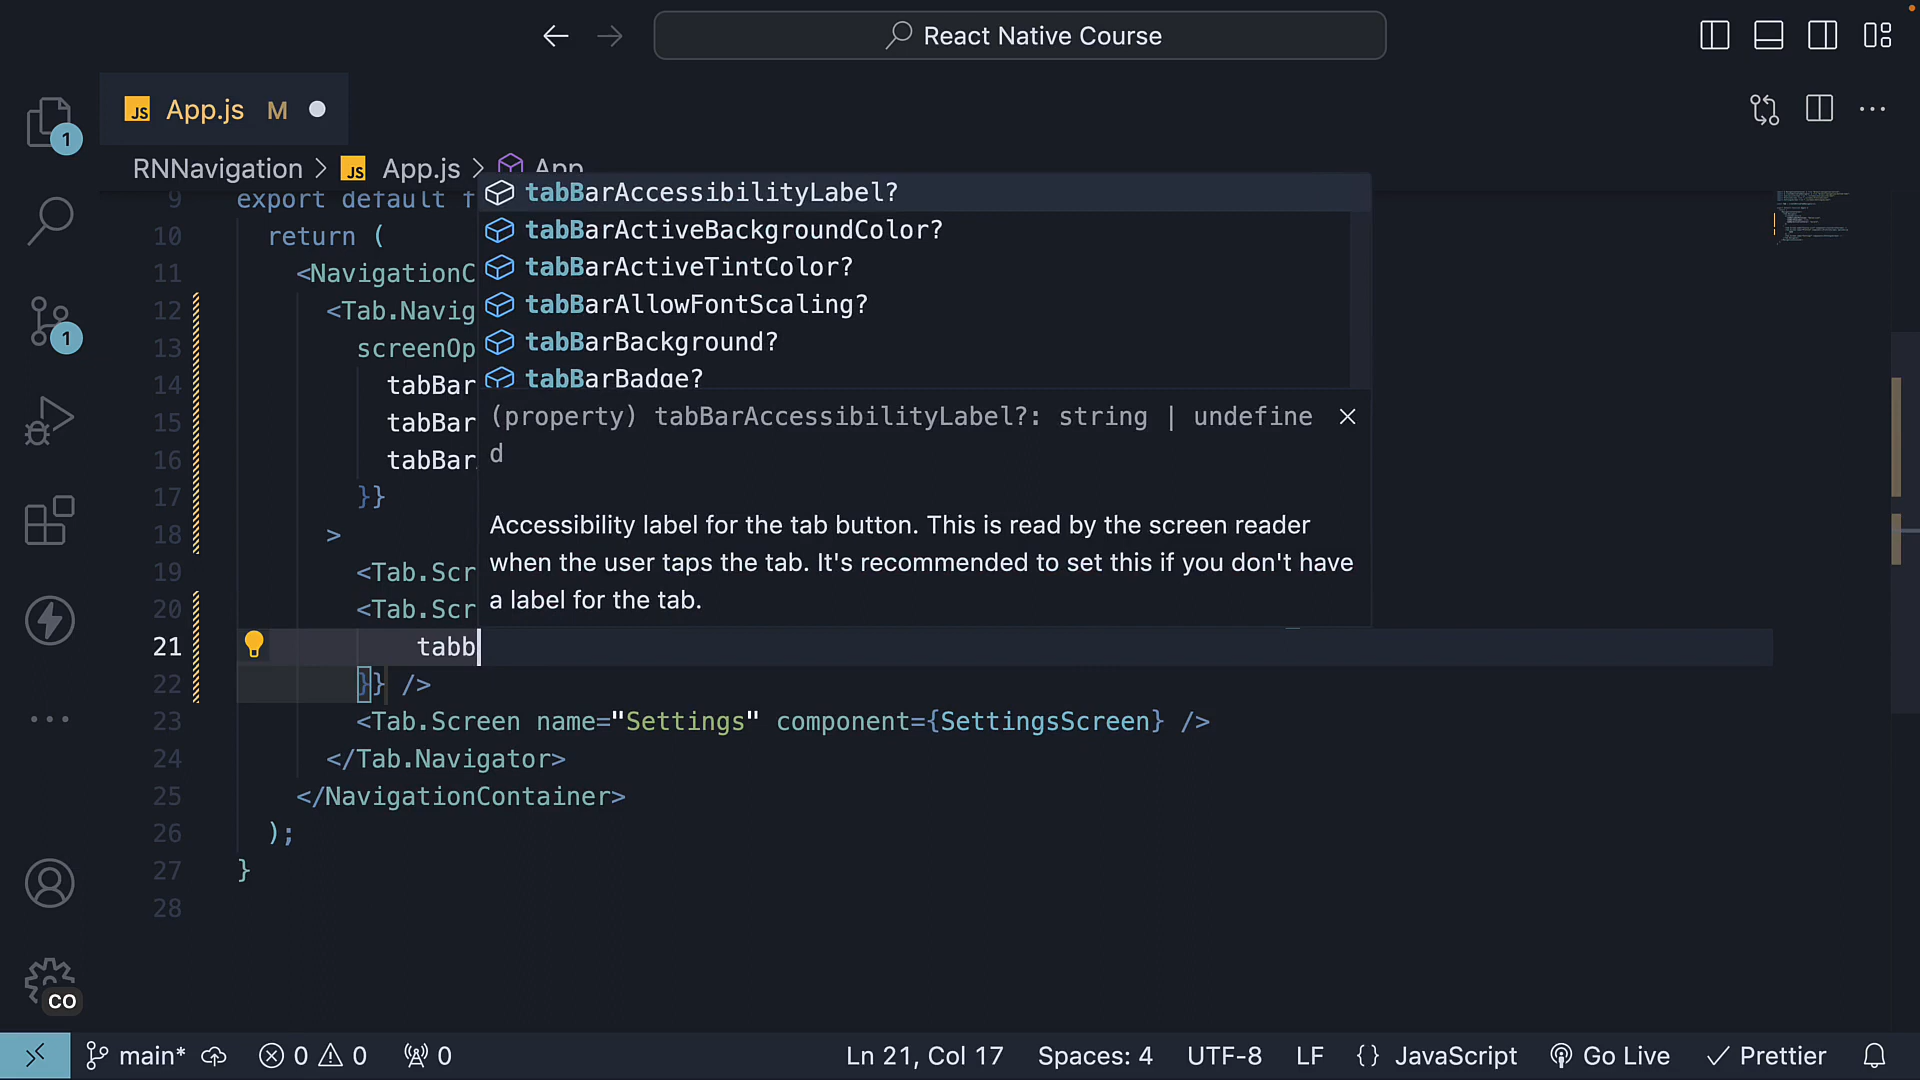 React Native Course
JS App.js M
RNNavigation > JS App.js > App
1
1
9 export default f
10 return (
11 <NavigationC
12 <Tab.Navig
13 screenOp
14 tabBar
15 tabBar
16 tabBar
17 }}
18 >
19 <Tab.Scr
20 <Tab.Scr
21 tabb
22 }} />
23 <Tab.Screen name="Settings" component={SettingsScreen} />
24 </Tab.Navigator>
25 </NavigationContainer>
26 );
27 }
28
tabBarAccessibilityLabel?
tabBarActiveBackgroundColor?
tabBarActiveTintColor?
tabBarAllowFontScaling?
tabBarBackground?
tabBarBadge?
(property) tabBarAccessibilityLabel?: string | undefine
d
Accessibility label for the tab button. This is read by the screen reader
when the user taps the tab. It's recommended to set this if you don't have
a label for the tab.
CO
main* 0 0 0 Ln 21, Col 17 Spaces: 4 UTF-8 LF {} JavaScript Go Live Prettier